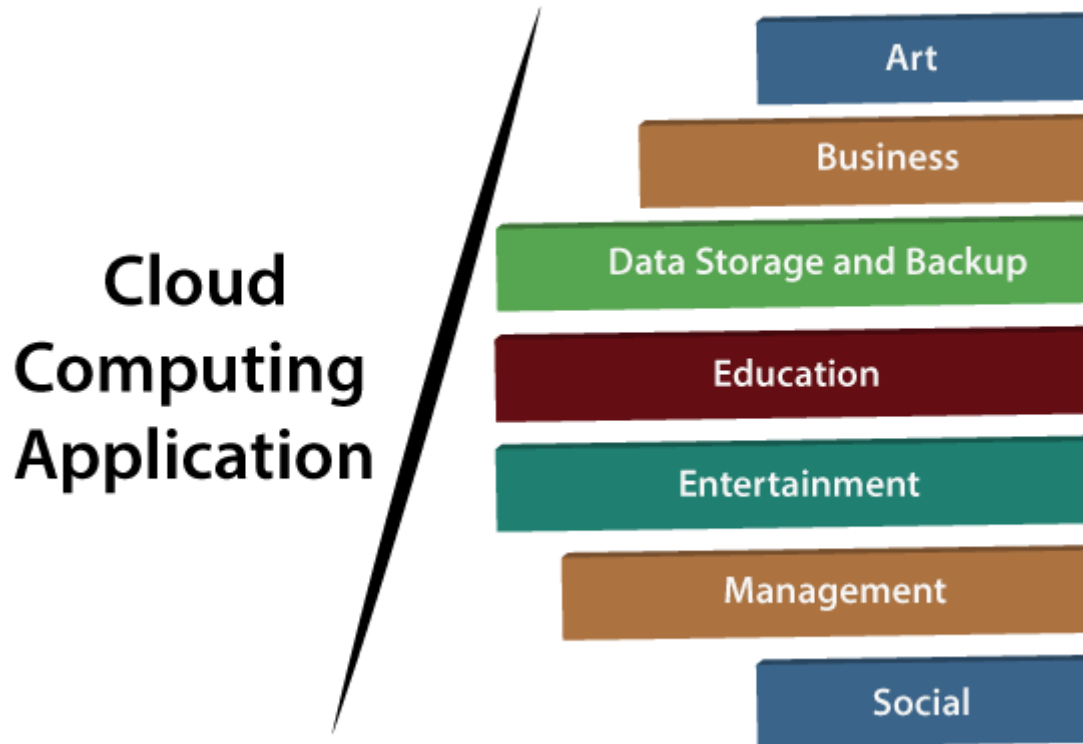 Cloud
Computing
Application
Art
Business
Data Storage and Backup
Education
Entertainment
Management
Social